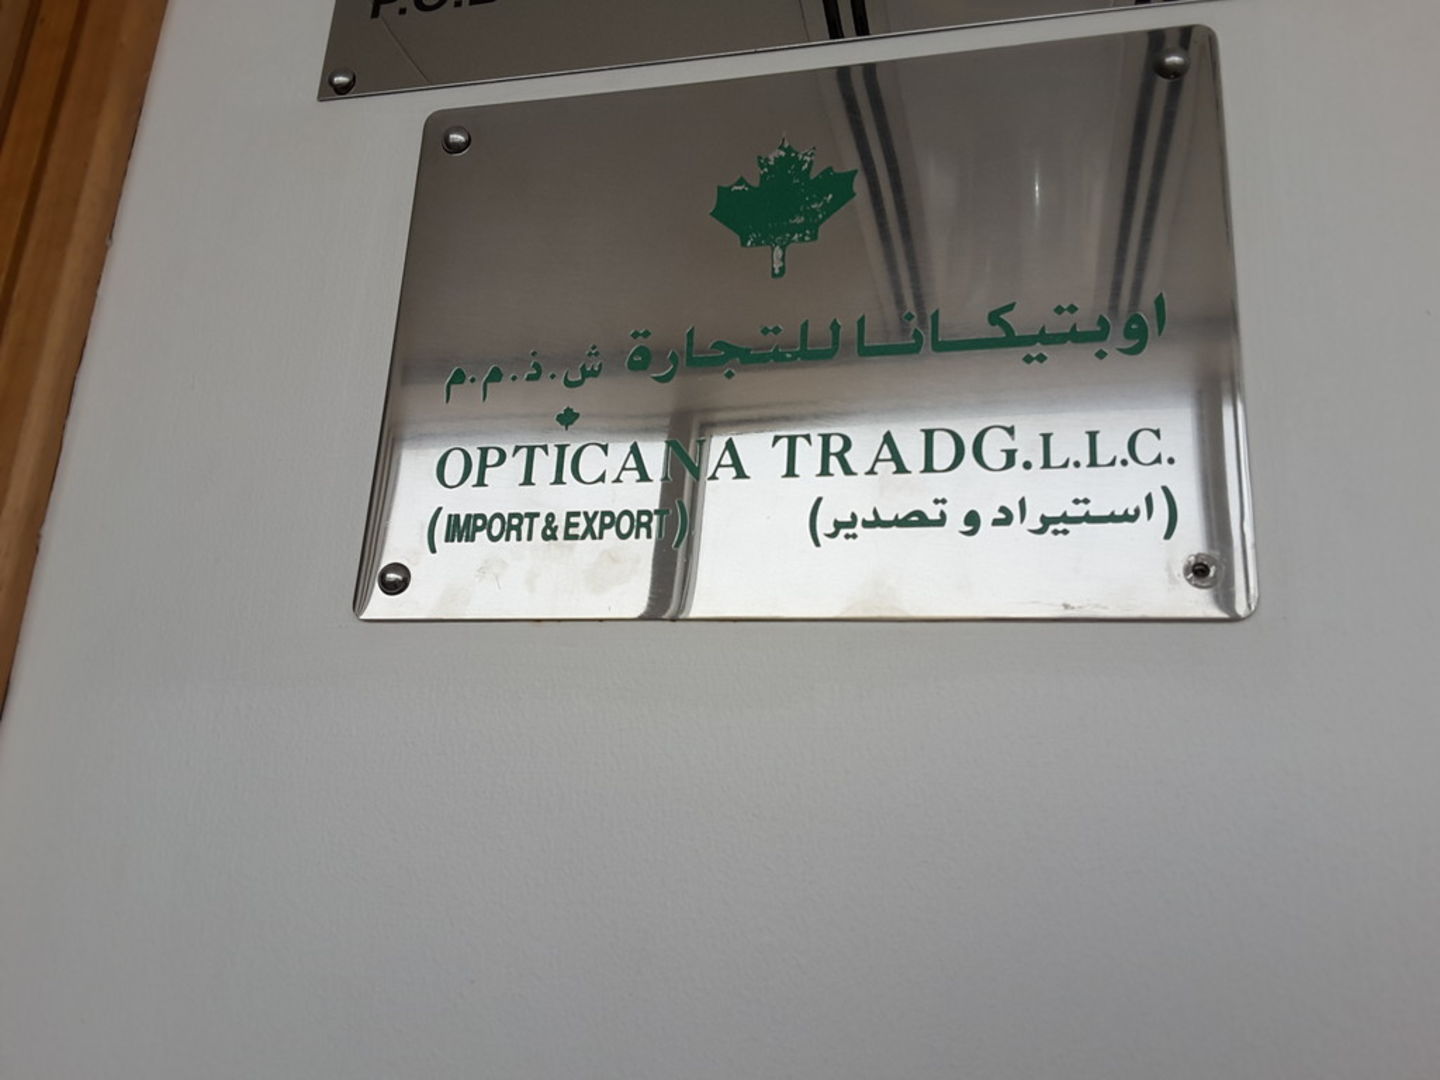 اوبتيكانا للتجارة ش.ذ.م.م
OPTICANA TRADG.L.L.C.
(IMPORT & EXPORT) (استيراد و تصدير)